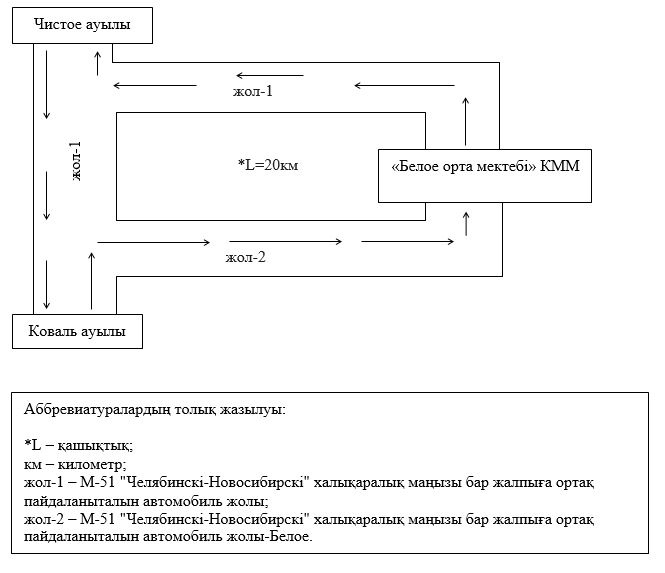 Чистое ауылы
жол-1
жол-1
*L=20км
«Белое орта мектебі» КММ
жол-2
Коваль ауылы
Аббревиатуралардың толық жазылуы:
*L – қашықтық;
км – километр;
жол-1 – М-51 "Челябинскі-Новосибирскі" халықаралық маңызы бар жалпыға ортақ
пайдаланыталын автомобиль жолы;
жол-2 – М-51 "Челябинскі-Новосибирскі" халықаралық маңызы бар жалпыға ортақ
пайдаланыталын автомобиль жолы-Белое.